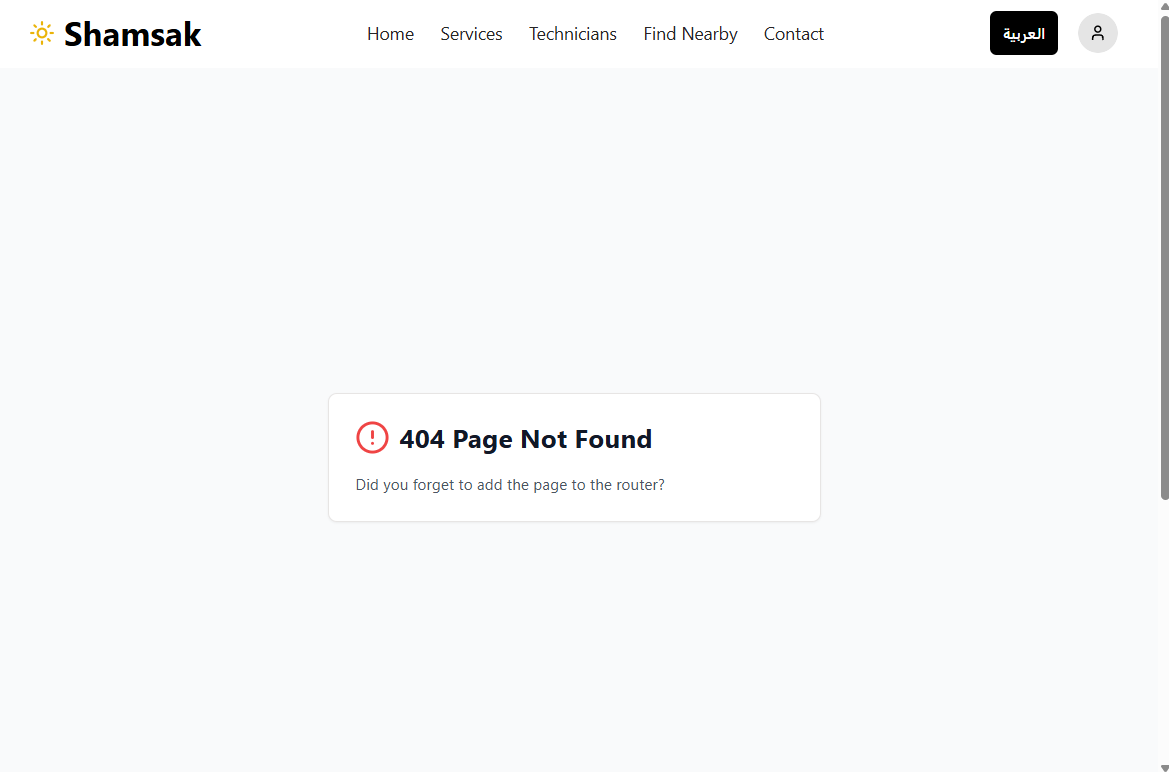 Shamsak
Home Services Technicians Find Nearby Contact
العربية
404 Page Not Found
Did you forget to add the page to the router?